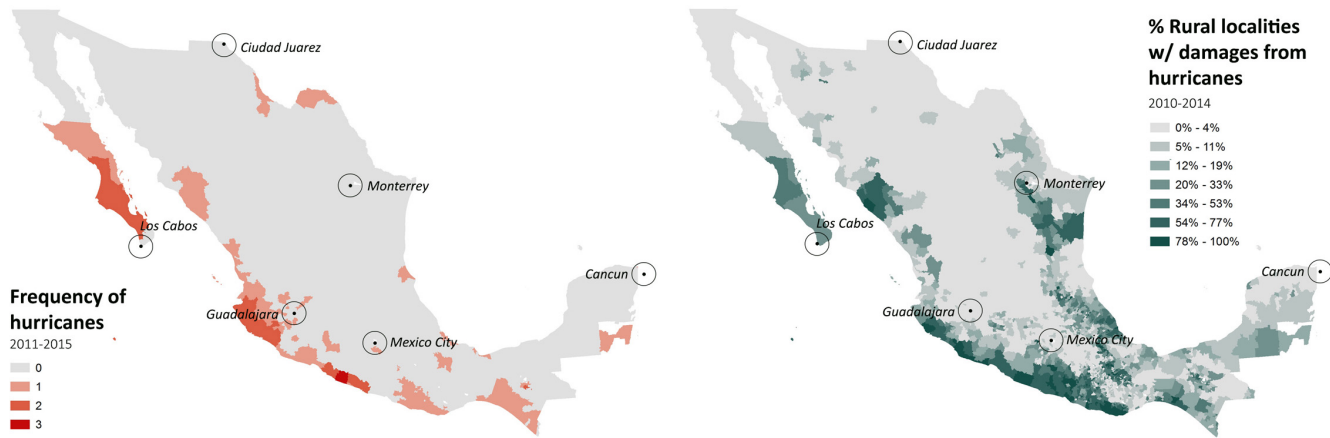 Ciudad Juarez
Monterrey
Los Cabos
Cancun
Guadalajara
Mexico City
Frequency of
hurricanes
2011-2015
0
1
2
3
% Rural localities
w/ damages from
hurricanes
2010-2014
0% - 4%
5% - 11%
12% - 19%
20% - 33%
34% - 53%
54% - 77%
78% - 100%
Ciudad Juarez
Monterrey
Los Cabos
Cancun
Guadalajara
Mexico City